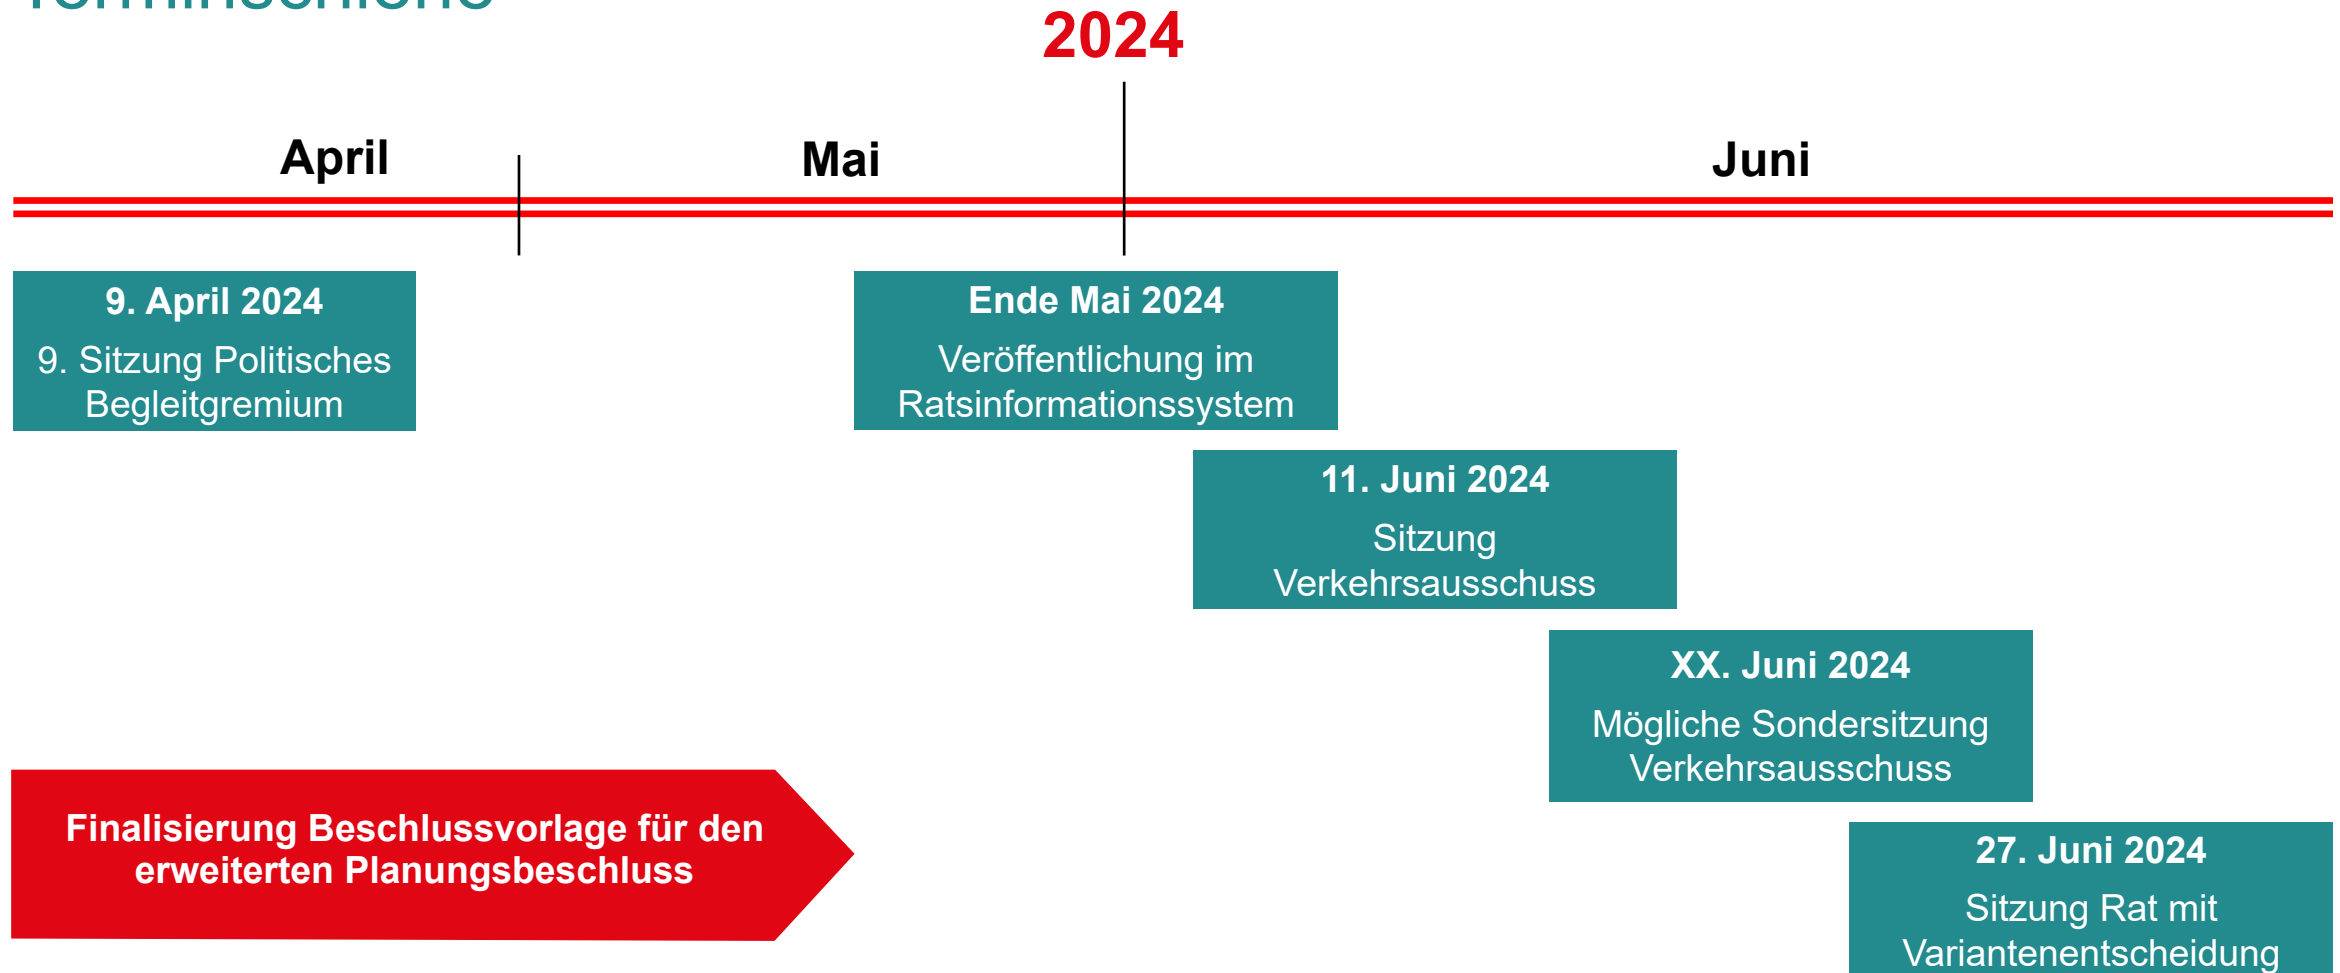 Terminschiene
2024
April
Mai
Juni
9. April 2024
9. Sitzung Politisches
Begleitgremium
Ende Mai 2024
Veröffentlichung im
Ratsinformationssystem
11. Juni 2024
Sitzung
Verkehrsausschuss
XX. Juni 2024
Mögliche Sondersitzung
Verkehrsausschuss
Finalisierung Beschlussvorlage für den
erweiterten Planungsbeschluss
27. Juni 2024
Sitzung Rat mit
Variantenentscheidung